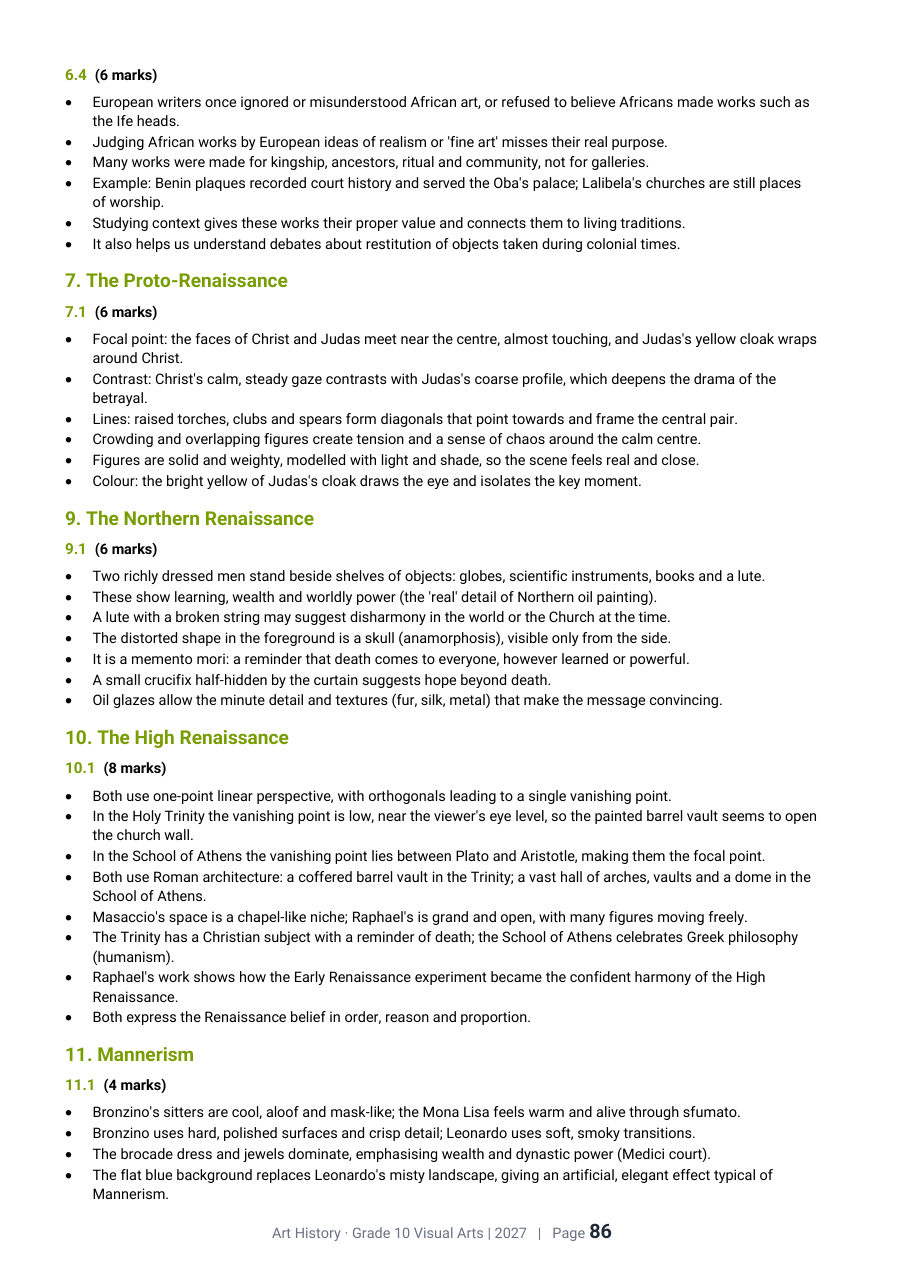 6.4 (6 marks)
• European writers once ignored or misunderstood African art, or refused to believe Africans made works such as
the Ife heads.
• Judging African works by European ideas of realism or 'fine art' misses their real purpose.
• Many works were made for kingship, ancestors, ritual and community, not for galleries.
• Example: Benin plaques recorded court history and served the Oba's palace; Lalibela's churches are still places
of worship.
• Studying context gives these works their proper value and connects them to living traditions.
• It also helps us understand debates about restitution of objects taken during colonial times.
7. The Proto-Renaissance
7.1 (6 marks)
• Focal point: the faces of Christ and Judas meet near the centre, almost touching, and Judas's yellow cloak wraps
around Christ.
• Contrast: Christ's calm, steady gaze contrasts with Judas's coarse profile, which deepens the drama of the
betrayal.
• Lines: raised torches, clubs and spears form diagonals that point towards and frame the central pair.
• Crowding and overlapping figures create tension and a sense of chaos around the calm centre.
• Figures are solid and weighty, modelled with light and shade, so the scene feels real and close.
• Colour: the bright yellow of Judas's cloak draws the eye and isolates the key moment.
9. The Northern Renaissance
9.1 (6 marks)
• Two richly dressed men stand beside shelves of objects: globes, scientific instruments, books and a lute.
• These show learning, wealth and worldly power (the 'real' detail of Northern oil painting).
• A lute with a broken string may suggest disharmony in the world or the Church at the time.
• The distorted shape in the foreground is a skull (anamorphosis), visible only from the side.
• It is a memento mori: a reminder that death comes to everyone, however learned or powerful.
• A small crucifix half-hidden by the curtain suggests hope beyond death.
• Oil glazes allow the minute detail and textures (fur, silk, metal) that make the message convincing.
10. The High Renaissance
10.1 (8 marks)
• Both use one-point linear perspective, with orthogonals leading to a single vanishing point.
• In the Holy Trinity the vanishing point is low, near the viewer's eye level, so the painted barrel vault seems to open
the church wall.
• In the School of Athens the vanishing point lies between Plato and Aristotle, making them the focal point.
• Both use Roman architecture: a coffered barrel vault in the Trinity; a vast hall of arches, vaults and a dome in the
School of Athens.
• Masaccio's space is a chapel-like niche; Raphael's is grand and open, with many figures moving freely.
• The Trinity has a Christian subject with a reminder of death; the School of Athens celebrates Greek philosophy
(humanism).
• Raphael's work shows how the Early Renaissance experiment became the confident harmony of the High
Renaissance.
• Both express the Renaissance belief in order, reason and proportion.
11. Mannerism
11.1 (4 marks)
• Bronzino's sitters are cool, aloof and mask-like; the Mona Lisa feels warm and alive through sfumato.
• Bronzino uses hard, polished surfaces and crisp detail; Leonardo uses soft, smoky transitions.
• The brocade dress and jewels dominate, emphasising wealth and dynastic power (Medici court).
• The flat blue background replaces Leonardo's misty landscape, giving an artificial, elegant effect typical of
Mannerism.
Art History · Grade 10 Visual Arts | 2027 | Page 86